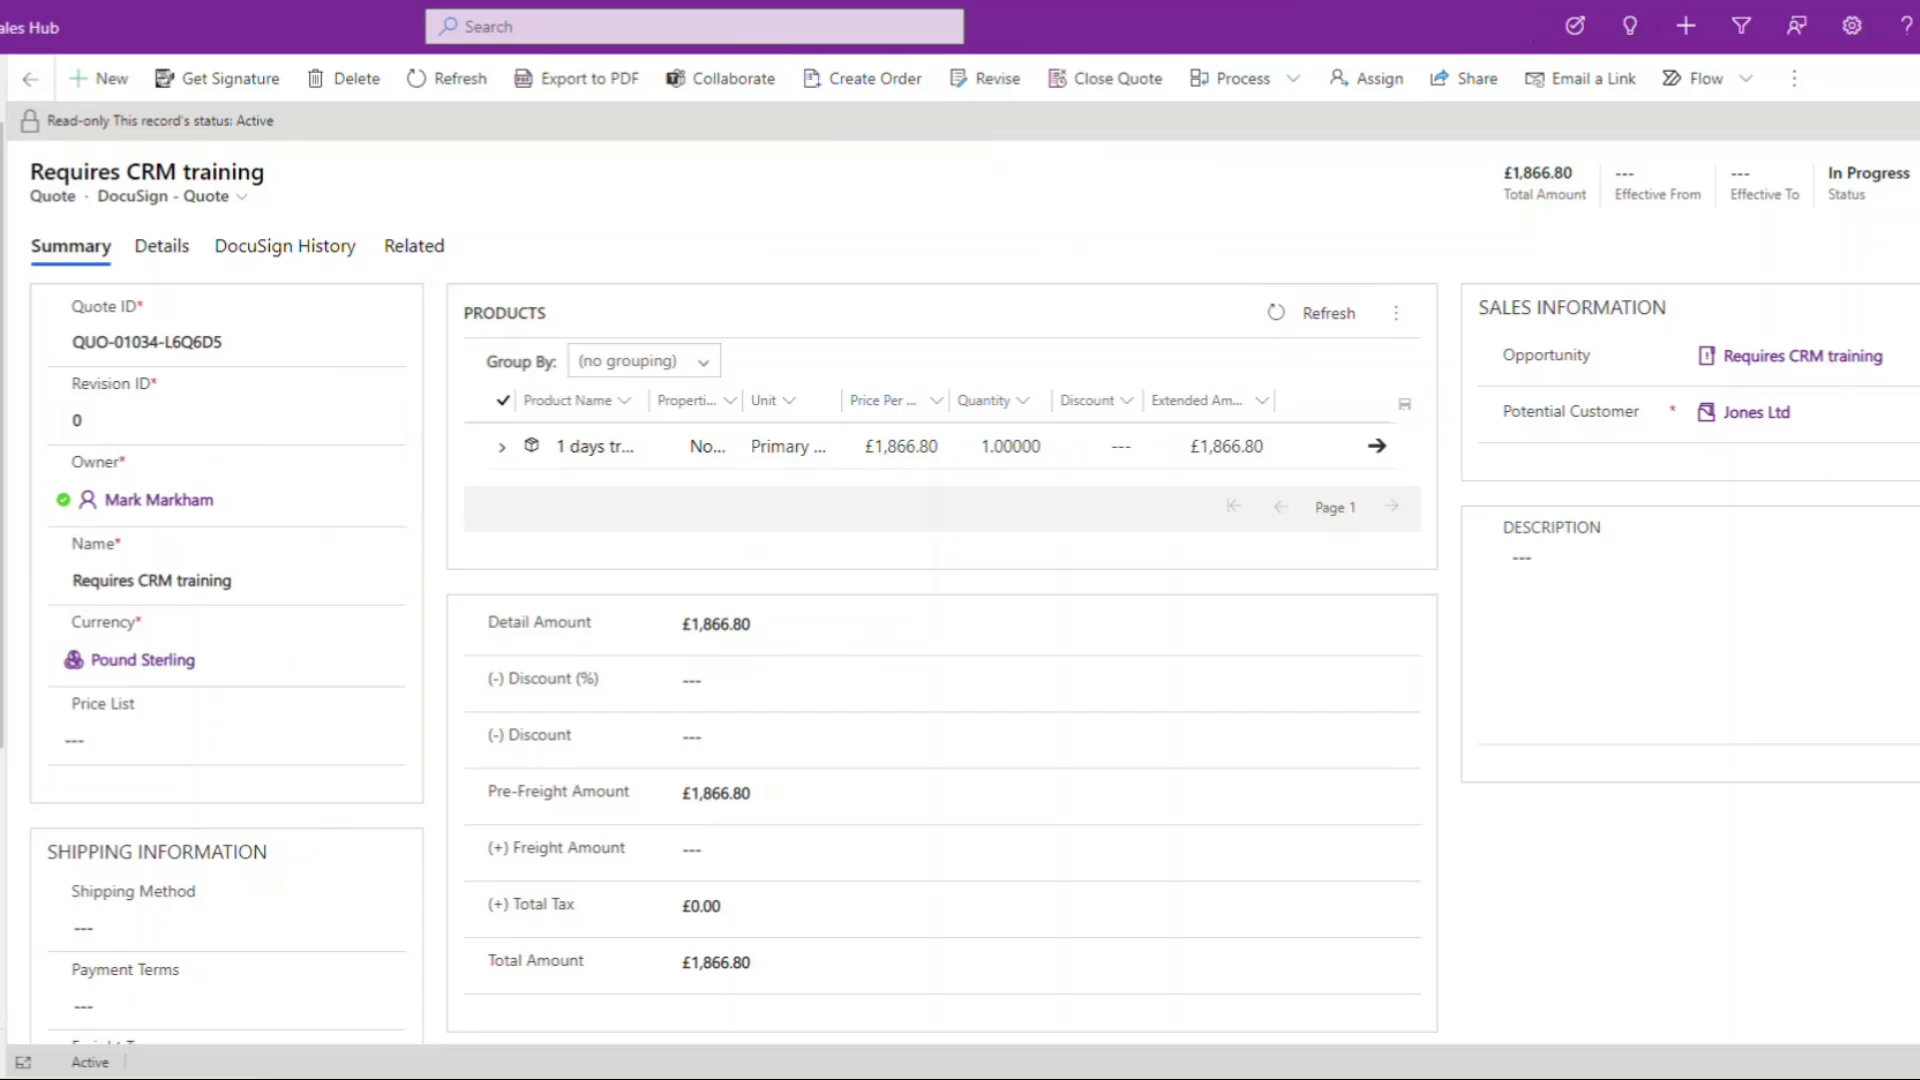 ales Hub
Search
New Get Signature Delete Refresh Export to PDF Collaborate Create Order Revise Close Quote Process Assign Share Email a Link Flow
Read-only This record's status: Active
Requires CRM training
Quote · DocuSign - Quote
£1,866.80 --- --- In Progress
Total Amount Effective From Effective To Status
Summary Details DocuSign History Related
Quote ID*
QUO-01034-L6Q6D5
Revision ID*
0
Owner*
Mark Markham
Name*
Requires CRM training
Currency*
Pound Sterling
Price List
---
SHIPPING INFORMATION
Shipping Method
---
Payment Terms
---
PRODUCTS Refresh
Group By: (no grouping)
Product Name Properti... Unit Price Per ... Quantity Discount Extended Am...
1 days tr... No... Primary ... £1,866.80 1.00000 --- £1,866.80
Page 1
Detail Amount £1,866.80
(-) Discount (%) ---
(-) Discount ---
Pre-Freight Amount £1,866.80
(+) Freight Amount ---
(+) Total Tax £0.00
Total Amount £1,866.80
SALES INFORMATION
Opportunity Requires CRM training
Potential Customer * Jones Ltd
DESCRIPTION
---
Active